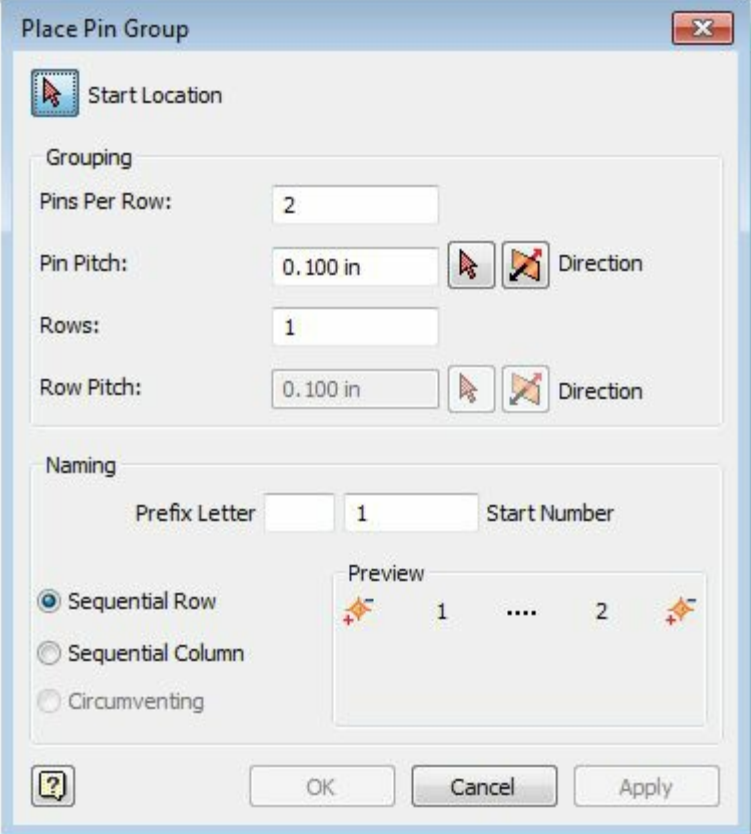 Place Pin Group
Start Location
Grouping
Pins Per Row: 2
Pin Pitch: 0.100 in Direction
Rows: 1
Row Pitch: 0.100 in Direction
Naming
Prefix Letter 1 Start Number
Preview
Sequential Row
1 .... 2
Sequential Column
Circumventing
? OK Cancel Apply